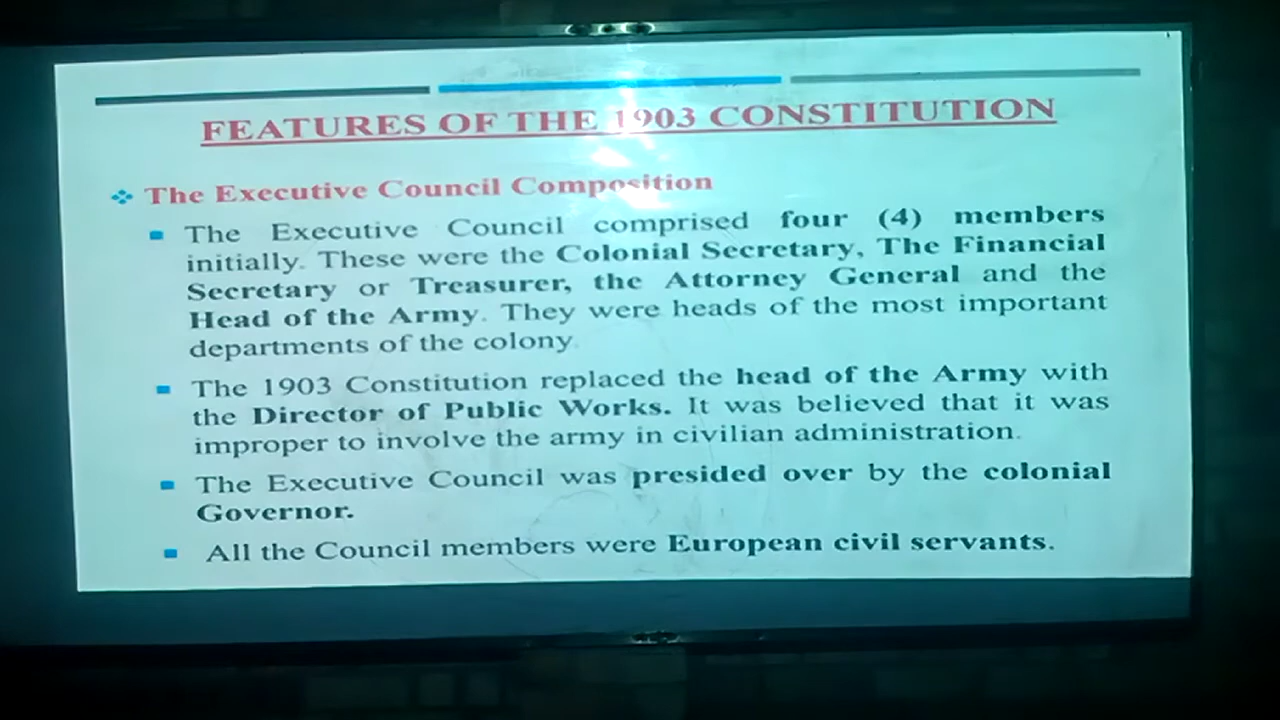 FEATURES OF THE 1903 CONSTITUTION
The Executive Council Composition
The Executive Council comprised four (4) members
initially. These were the Colonial Secretary, The Financial
Secretary or Treasurer, the Attorney General and the
Head of the Army. They were heads of the most important
departments of the colony.
The 1903 Constitution replaced the head of the Army with
the Director of Public Works. It was believed that it was
improper to involve the army in civilian administration.
The Executive Council was presided over by the colonial
Governor.
All the Council members were European civil servants.